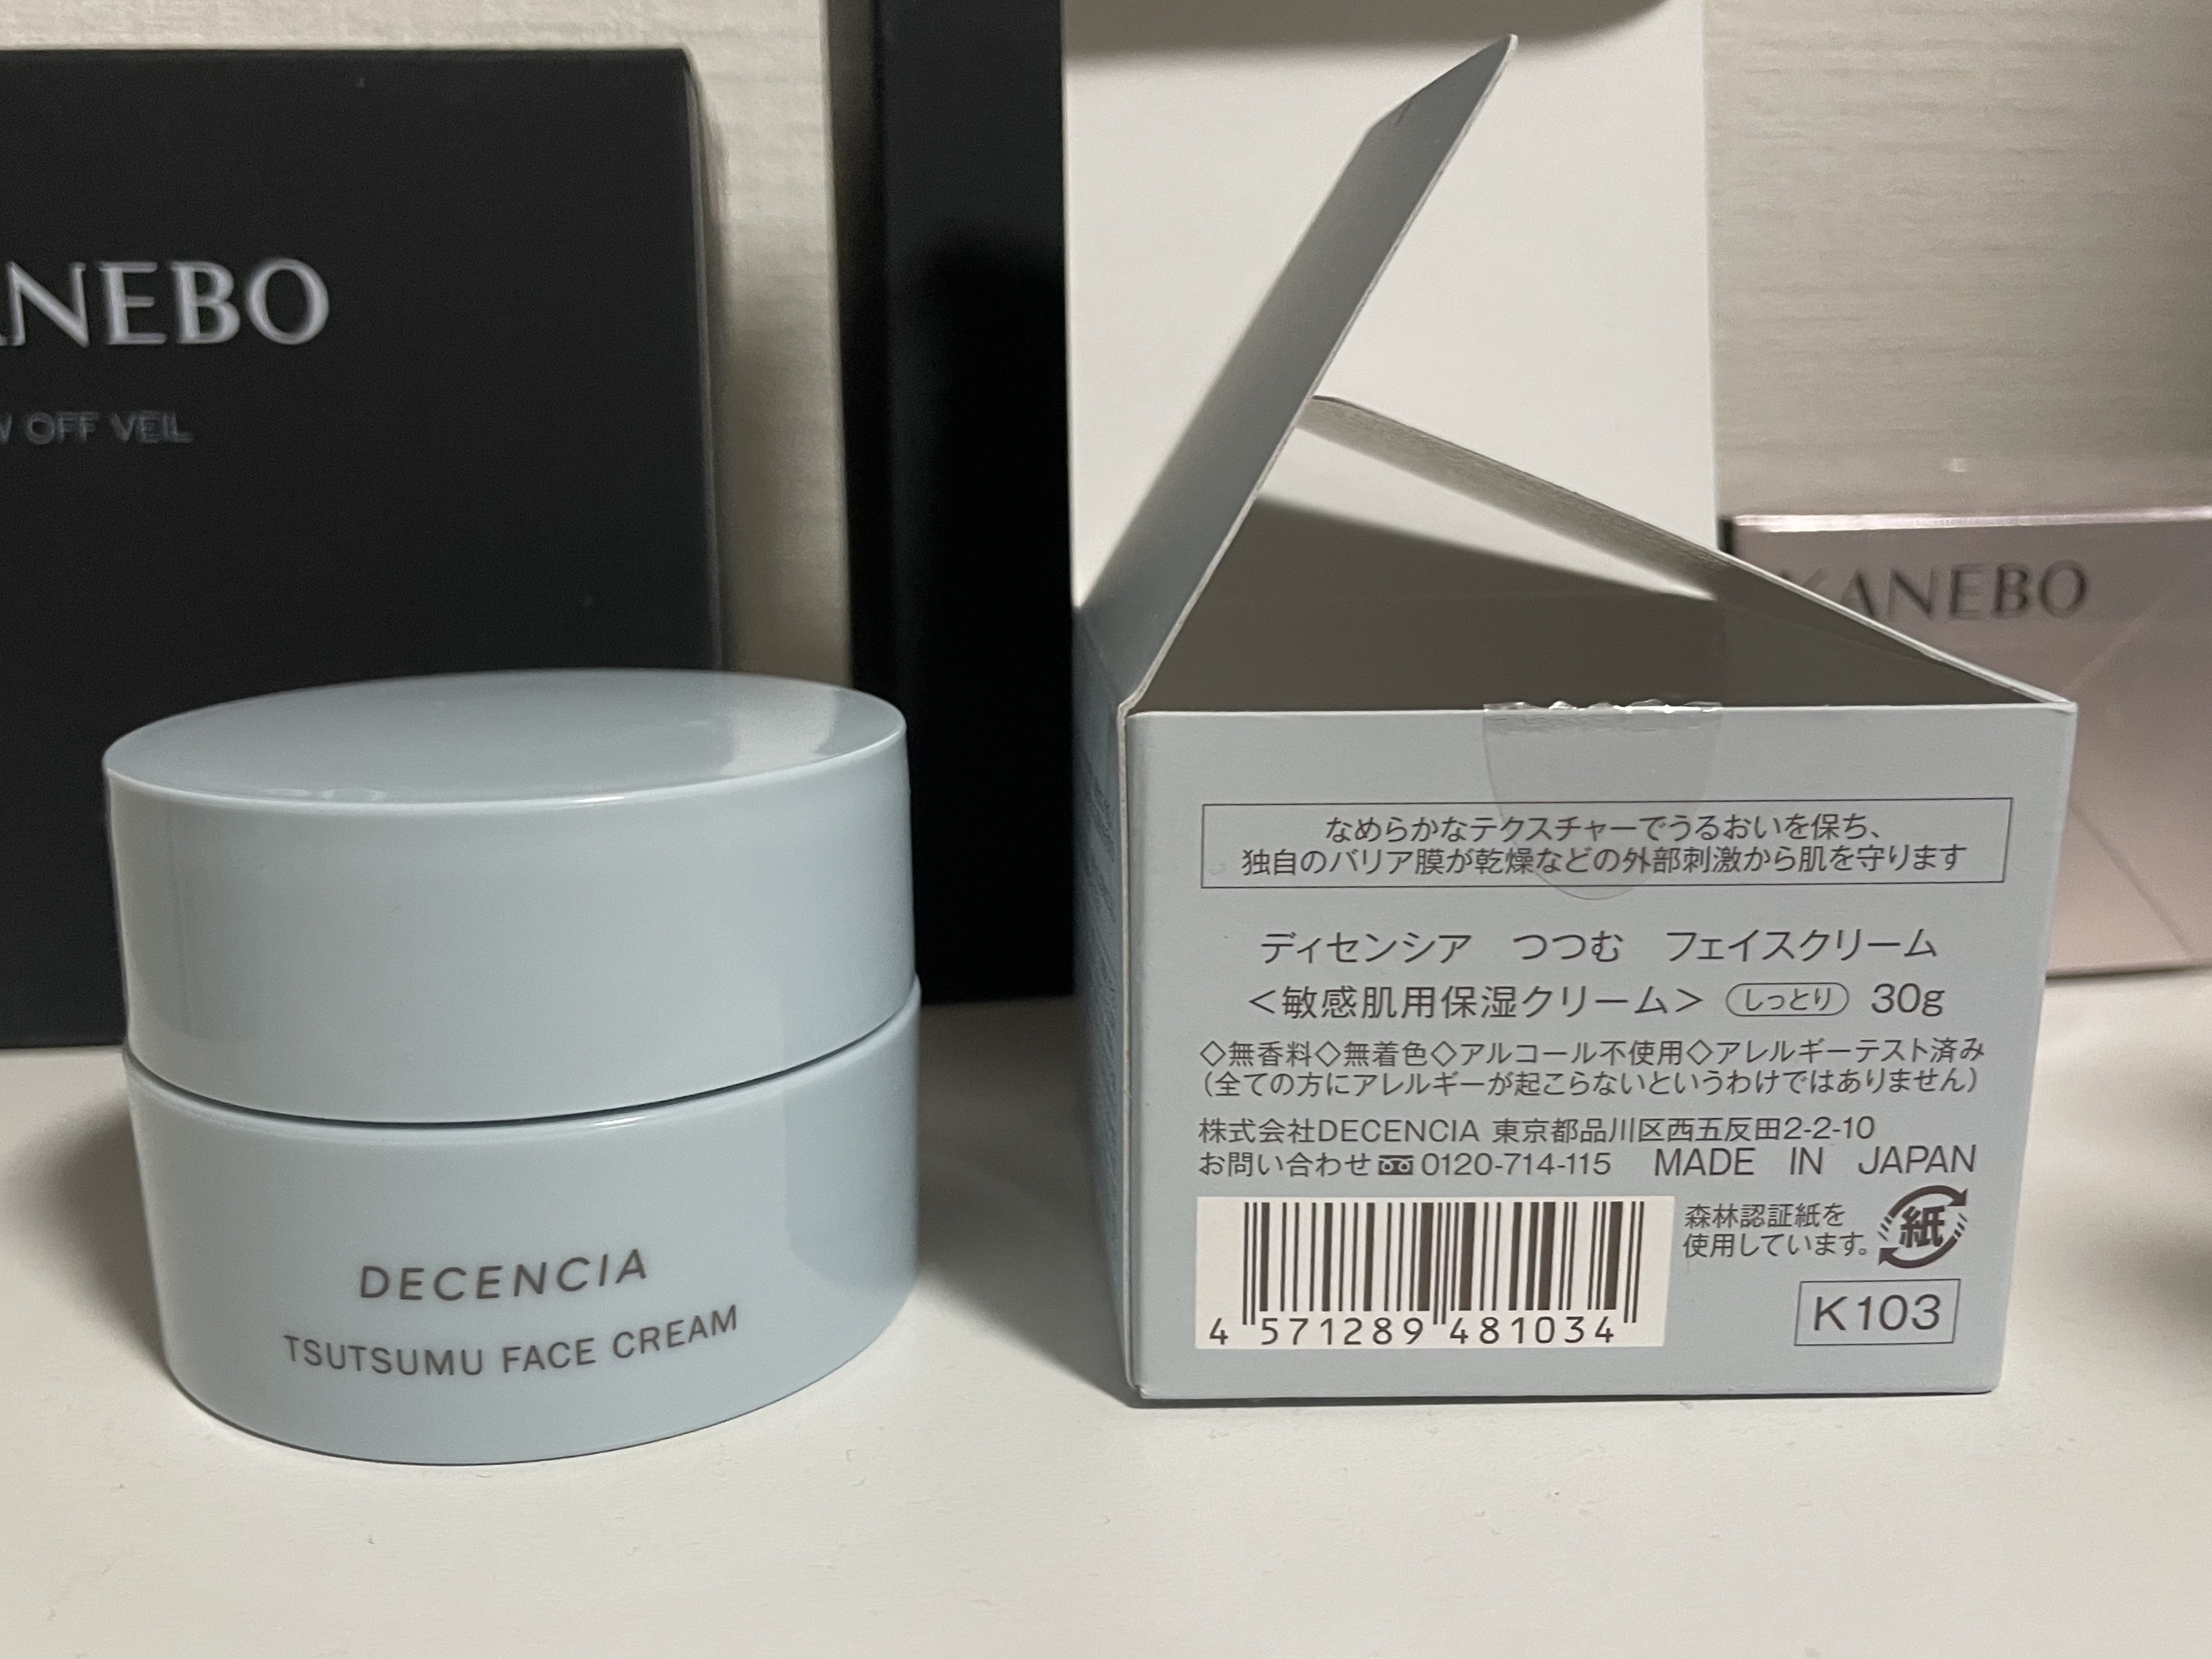 ANEBO
OFF VEIL
KANEBO
DECENCIA
TSUTSUMU FACE CREAM
なめらかなテクスチャーでうるおいを保ち、
独自のバリア膜が乾燥などの外部刺激から肌を守ります
ディセンシア つつむ フェイスクリーム
＜敏感肌用保湿クリーム＞ しっとり 30g
◇無香料◇無着色◇アルコール不使用◇アレルギーテスト済み
（全ての方にアレルギーが起こらないというわけではありません）
株式会社DECENCIA 東京都品川区西五反田2-2-10
お問い合わせ 0120-714-115 MADE IN JAPAN
森林認証紙を
使用しています。
紙
K103
4 571289 481034